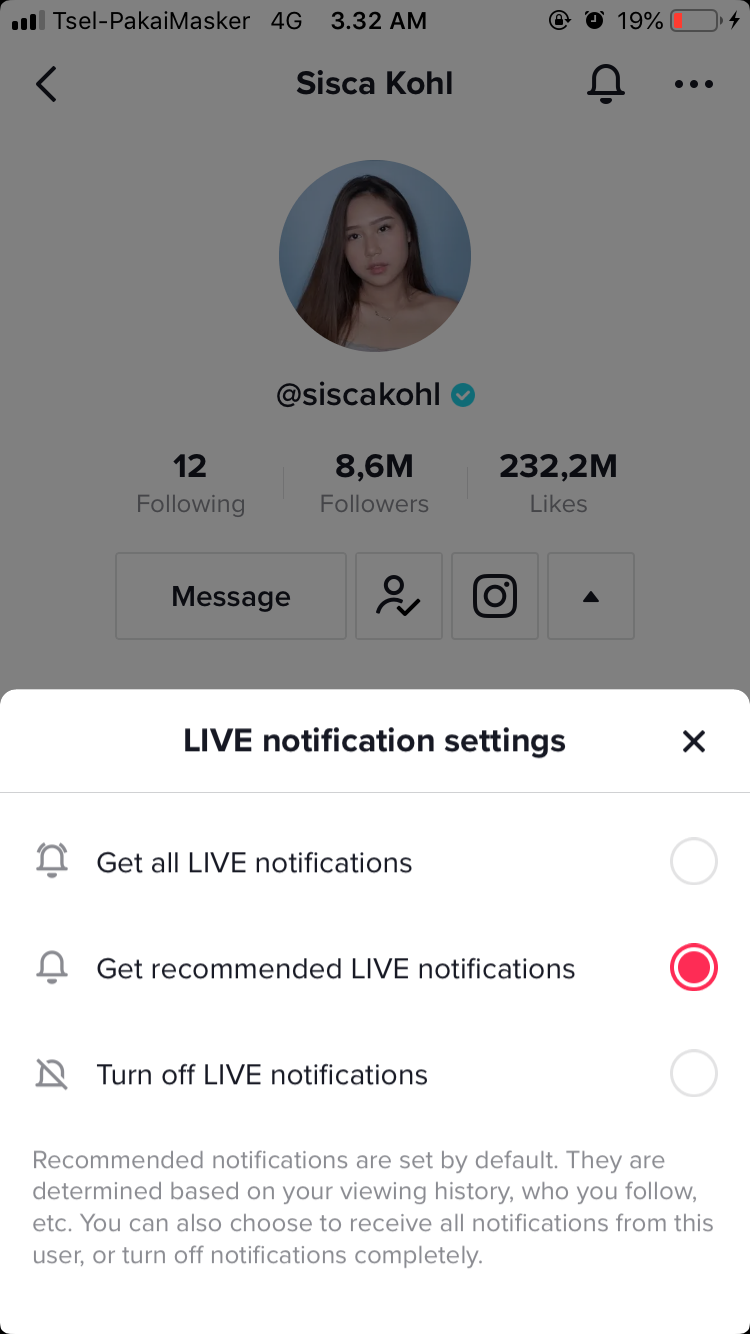 Tsel-PakaiMasker 4G 3.32 AM 19%
Sisca Kohl
@siscakohl
12 8,6M 232,2M
Following Followers Likes
Message
LIVE notification settings
Get all LIVE notifications
Get recommended LIVE notifications
Turn off LIVE notifications
Recommended notifications are set by default. They are
determined based on your viewing history, who you follow,
etc. You can also choose to receive all notifications from this
user, or turn off notifications completely.